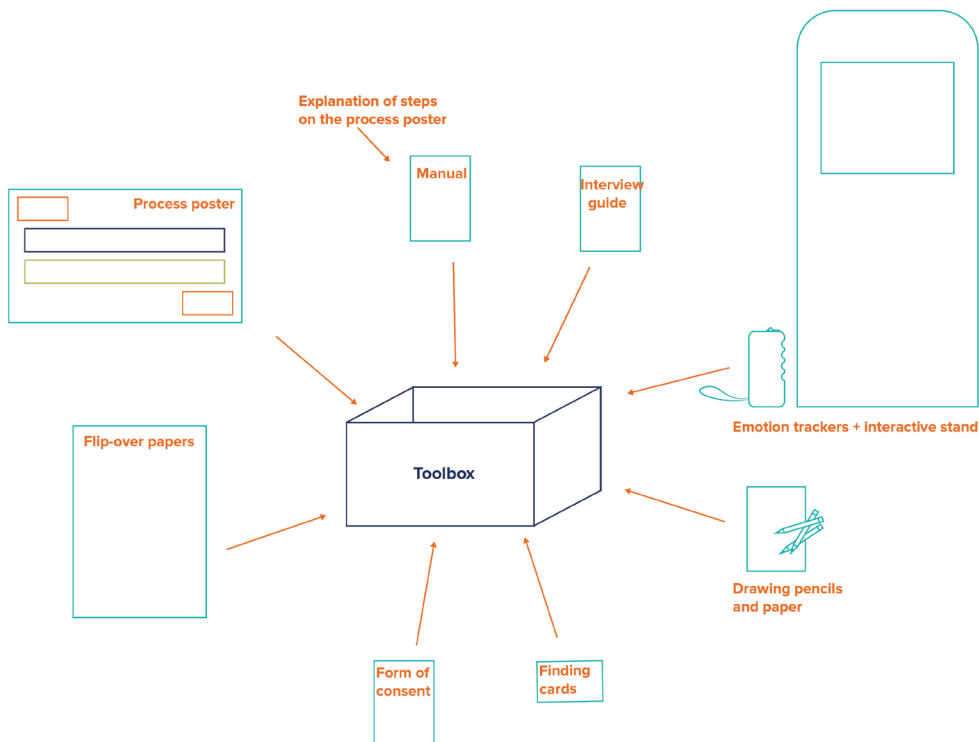 Explanation of steps
on the process poster
Manual
Interview
guide
Process poster
Flip-over papers
Toolbox
Emotion trackers + interactive stand
Drawing pencils
and paper
Form of
consent
Finding
cards